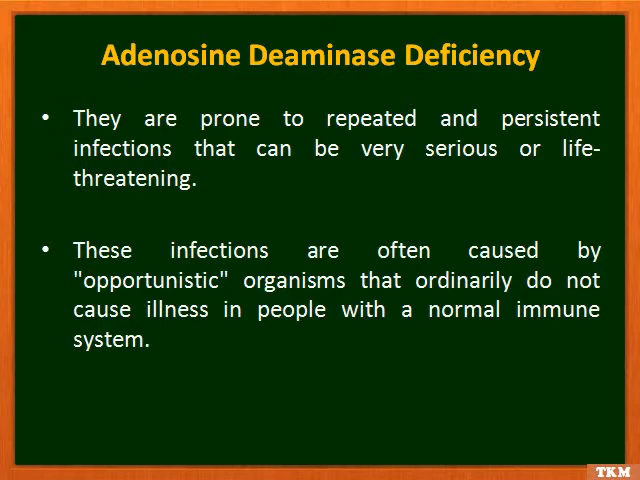 Adenosine Deaminase Deficiency
• They are prone to repeated and persistent
infections that can be very serious or life-
threatening.
• These infections are often caused by
"opportunistic" organisms that ordinarily do not
cause illness in people with a normal immune
system.
TKM